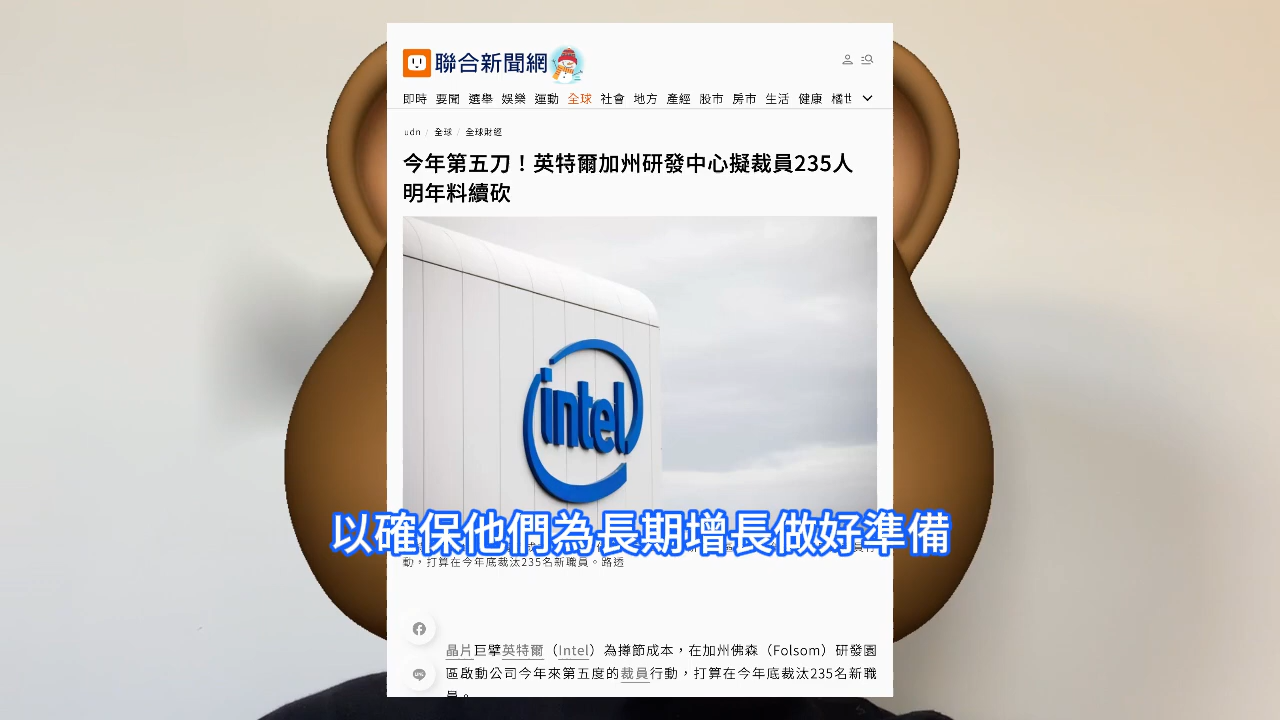 聯合新聞網
即時 要聞 選舉 娛樂 運動 全球 社會 地方 產經 股市 房市 生活 健康 橘世
udn / 全球 / 全球財經
今年第五刀！英特爾加州研發中心擬裁員235人
明年料續砍
intel
以確保他們為長期增長做好準備
動，打算在今年底裁汰235名新職員。路透
晶片巨擘英特爾（Intel）為撙節成本，在加州佛森（Folsom）研發園
區啟動公司今年來第五度的裁員行動，打算在今年底裁汰235名新職
員。